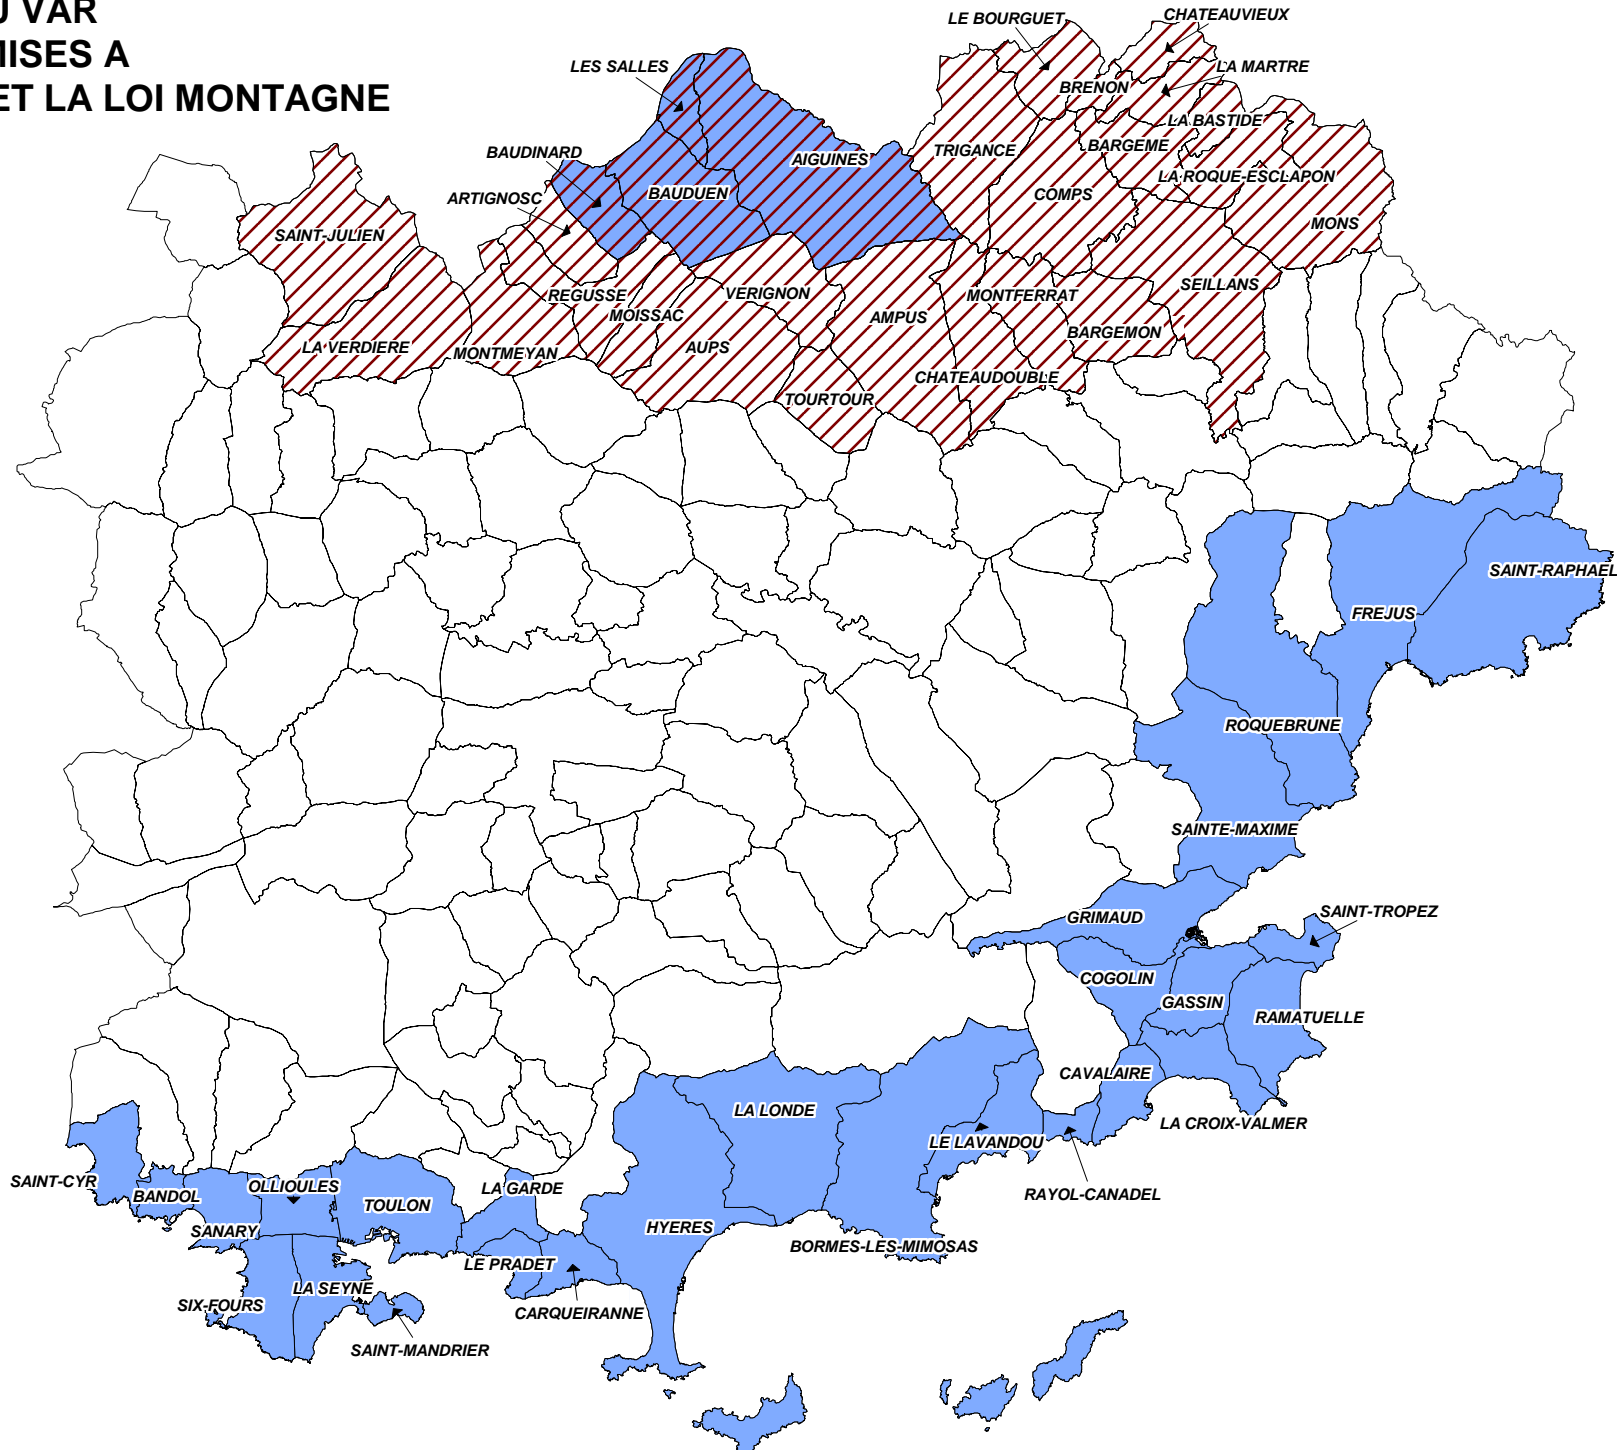 U VAR
MISES A
ET LA LOI MONTAGNE
LE BOURGUET
CHATEAUVIEUX
LES SALLES
LA MARTRE
BRENON
LA BASTIDE
BAUDINARD
AIGUINES
TRIGANCE
BARGEME
LA ROQUE-ESCLAPON
ARTIGNOSC
BAUDUEN
COMPS
MONS
SAINT-JULIEN
SEILLANS
REGUSSE
VERIGNON
MONTFERRAT
MOISSAC
AMPUS
BARGEMON
LA VERDIERE
MONTMEYAN
AUPS
CHATEAUDOUBLE
TOURTOUR
SAINT-RAPHAEL
FREJUS
ROQUEBRUNE
SAINTE-MAXIME
GRIMAUD
SAINT-TROPEZ
COGOLIN
GASSIN
RAMATUELLE
CAVALAIRE
LA LONDE
LA CROIX-VALMER
LE LAVANDOU
SAINT-CYR
BANDOL
OLLIOULES
LA GARDE
RAYOL-CANADEL
TOULON
SANARY
HYERES
BORMES-LES-MIMOSAS
LE PRADET
LA SEYNE
SIX-FOURS
CARQUEIRANNE
SAINT-MANDRIER